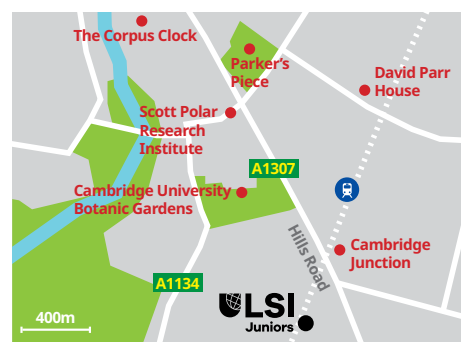 The Corpus Clock
Parker's
Piece
David Parr
House
Scott Polar
Research
Institute
A1307
Cambridge University
Botanic Gardens
Hills Road
Cambridge
Junction
A1134
400m
LSI
Juniors